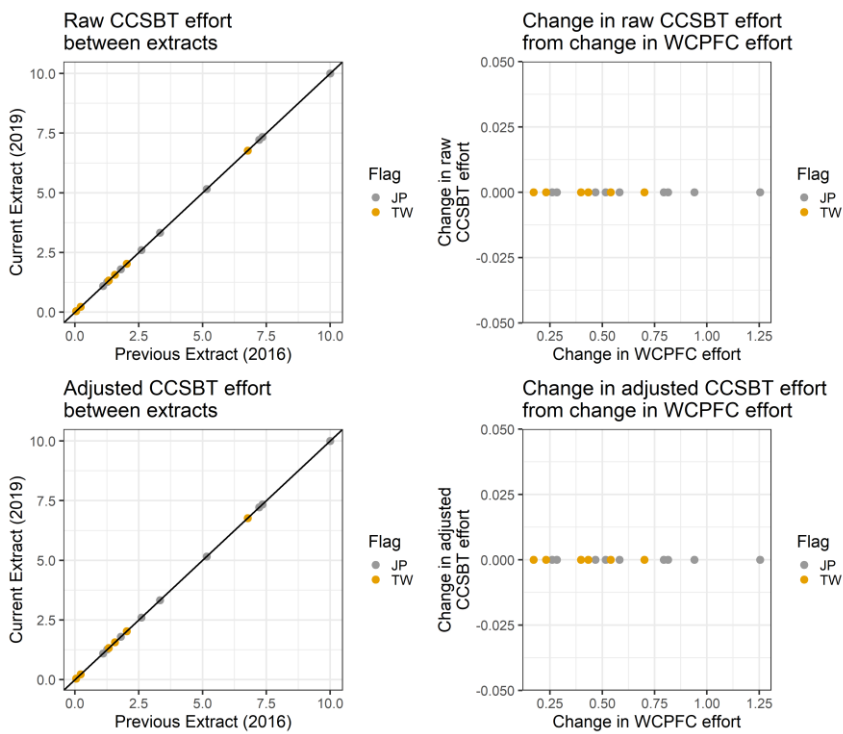 Raw CCSBT effort
between extracts
10.0
7.5
5.0
2.5
0.0
Current Extract (2019)
0.0 2.5 5.0 7.5 10.0
Previous Extract (2016)
Flag
JP
TW
Change in raw CCSBT effort
from change in WCPFC effort
0.050
0.025
0.000
-0.025
-0.050
Change in raw
CCSBT effort
0.25 0.50 0.75 1.00 1.25
Change in WCPFC effort
Flag
JP
TW
Adjusted CCSBT effort
between extracts
10.0
7.5
5.0
2.5
0.0
Current Extract (2019)
0.0 2.5 5.0 7.5 10.0
Previous Extract (2016)
Flag
JP
TW
Change in adjusted CCSBT effort
from change in WCPFC effort
0.050
0.025
0.000
-0.025
-0.050
Change in adjusted
CCSBT effort
0.25 0.50 0.75 1.00 1.25
Change in WCPFC effort
Flag
JP
TW